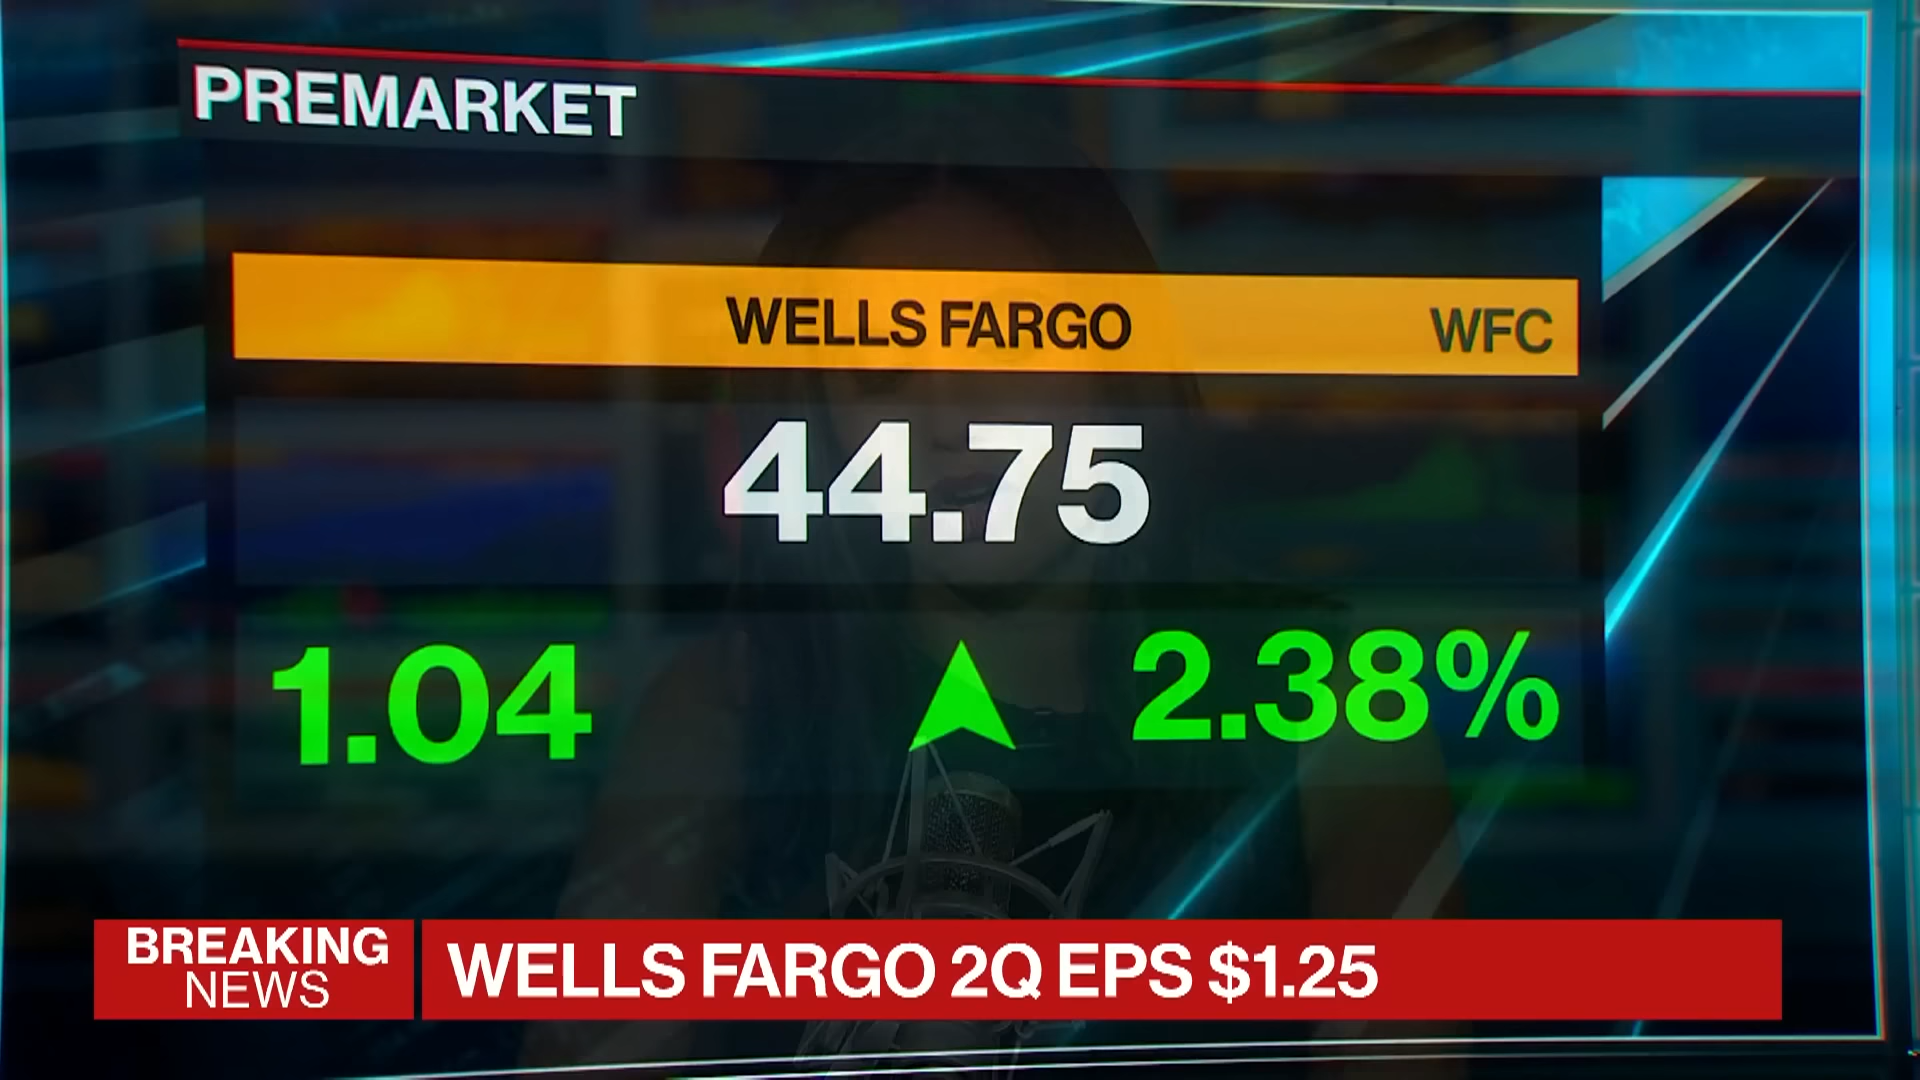 PREMARKET
WELLS FARGO WFC
44.75
1.04 ▲ 2.38%
BREAKING NEWS
WELLS FARGO 2Q EPS $1.25